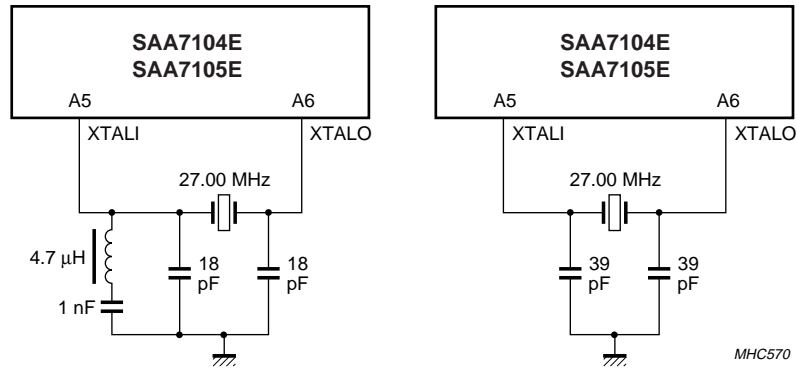 SAA7104E
SAA7105E
A5
A6
XTALI
XTALO
27.00 MHz
4.7 μH
18
pF
18
pF
1 nF
SAA7104E
SAA7105E
A5
A6
XTALI
XTALO
27.00 MHz
39
pF
39
pF
MHC570